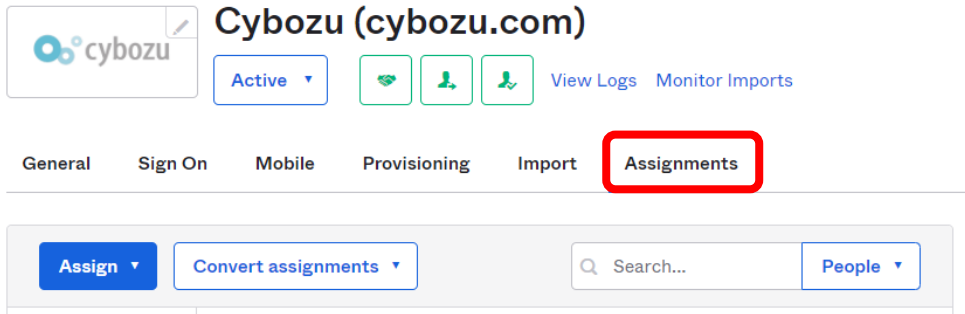 cybozu
Cybozu (cybozu.com)
Active
View Logs Monitor Imports
General Sign On Mobile Provisioning Import Assignments
Assign Convert assignments Search... People